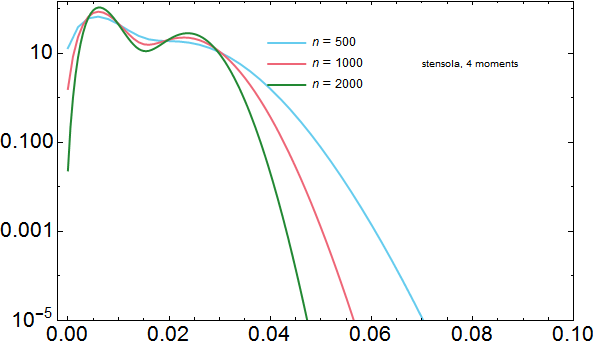 10
n = 500
n = 1000
stensola, 4 moments
n = 2000
0.100
0.001
10⁻⁵
0.00 0.02 0.04 0.06 0.08 0.10